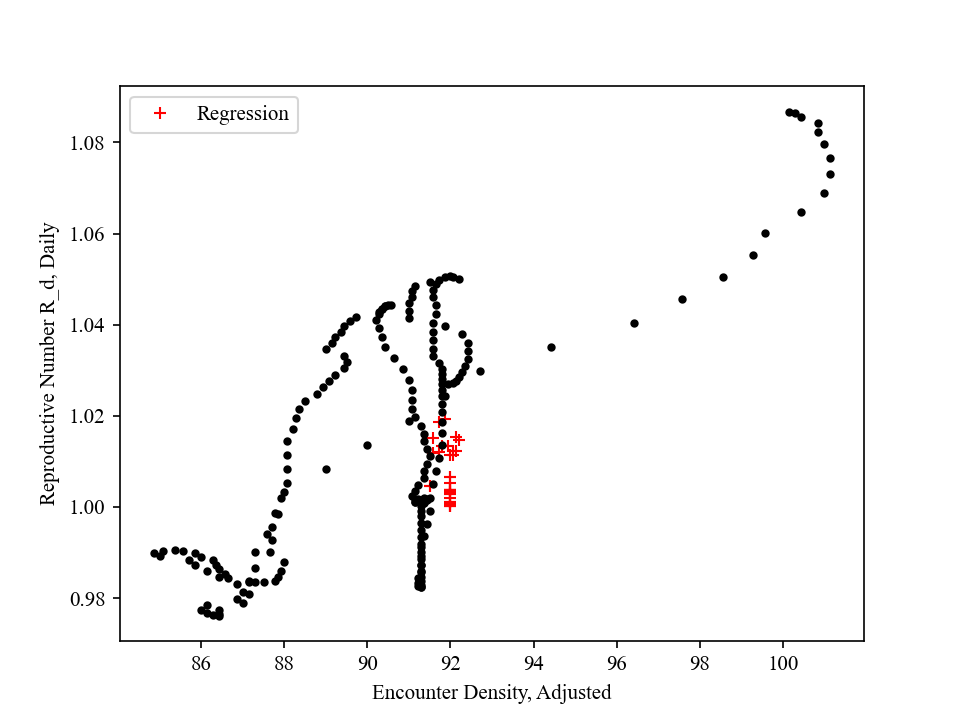 Regression
1.08
1.06
1.04
1.02
1.00
0.98
Reproductive Number R_d, Daily
86 88 90 92 94 96 98 100
Encounter Density, Adjusted